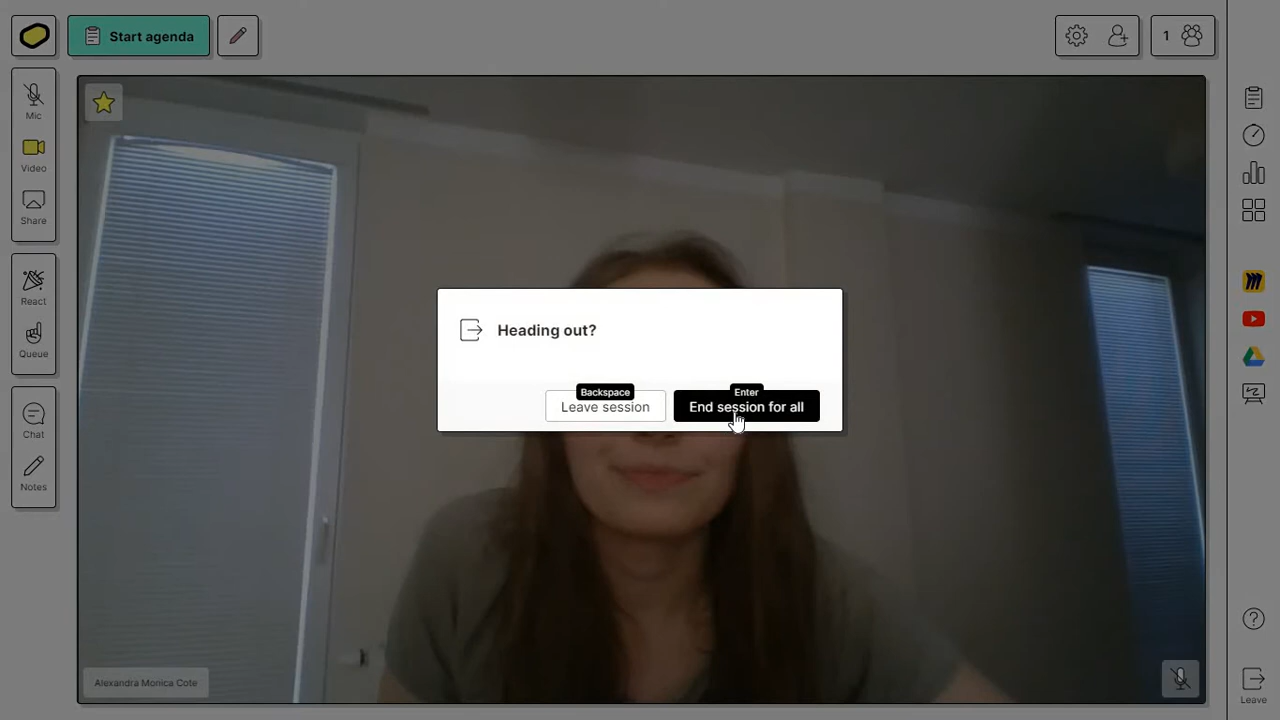 Start agenda
1
Mic
Video
Share
React
Queue
Chat
Notes
Heading out?
Backspace
Leave session
Enter
End session for all
Alexandra Monica Cote
Leave